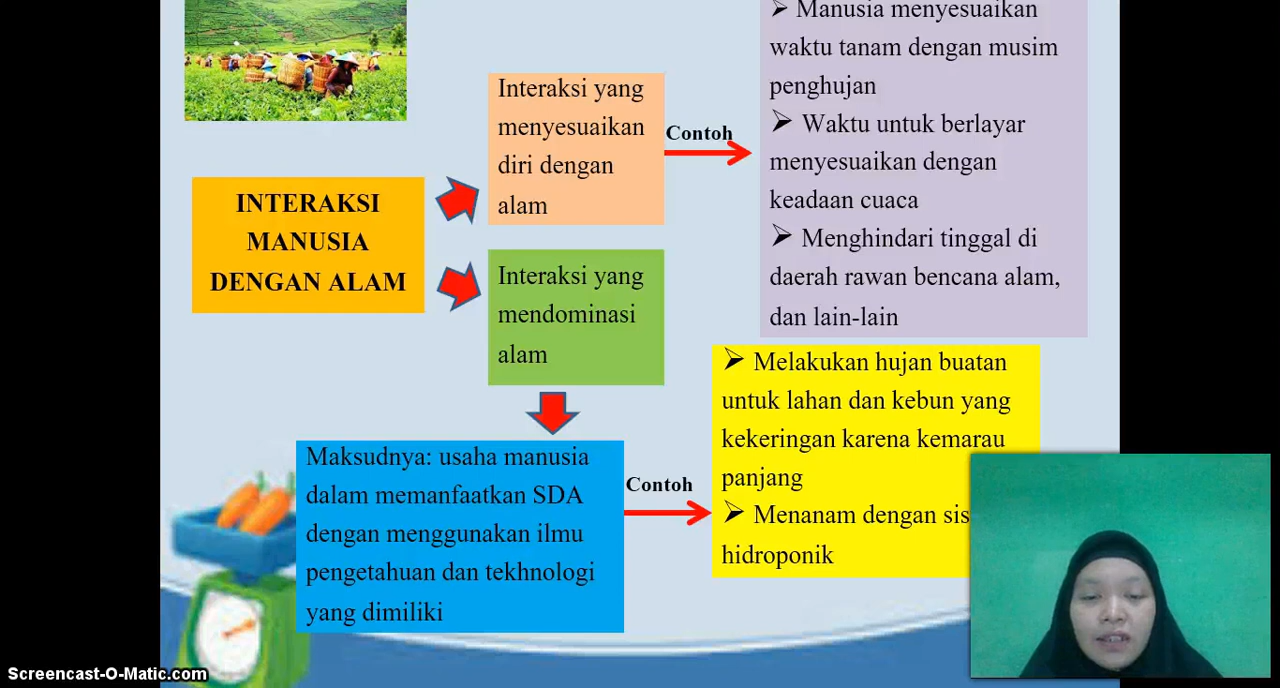 INTERAKSI
MANUSIA
DENGAN ALAM
Interaksi yang
menyesuaikan
diri dengan
alam
Contoh
➢ Manusia menyesuaikan
waktu tanam dengan musim
penghujan
➢ Waktu untuk berlayar
menyesuaikan dengan
keadaan cuaca
➢ Menghindari tinggal di
daerah rawan bencana alam,
dan lain-lain
Interaksi yang
mendominasi
alam
Maksudnya: usaha manusia
dalam memanfaatkan SDA
dengan menggunakan ilmu
pengetahuan dan tekhnologi
yang dimiliki
Contoh
➢ Melakukan hujan buatan
untuk lahan dan kebun yang
kekeringan karena kemarau
panjang
➢ Menanam dengan sis
hidroponik
Screencast-O-Matic.com